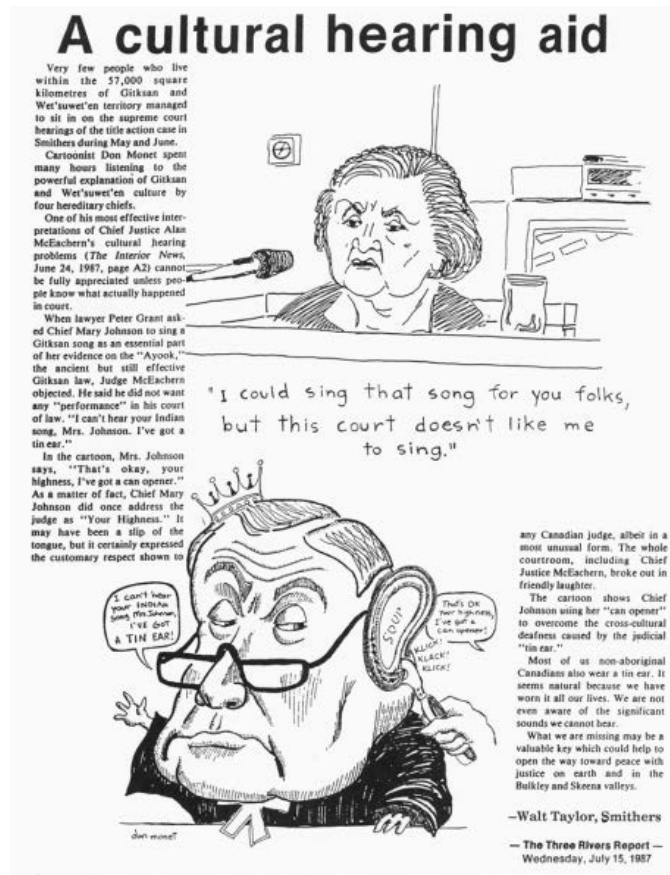 A cultural hearing aid
Very few people who live
within the 57,000 square
kilometres of Gitksan and
Wet'suwet'en territory managed
to sit in on the supreme court
hearings of the title action case in
Smithers during May and June.
Cartoonist Don Monet spent
many hours listening to the
powerful explanation of Gitksan
and Wet'suwet'en culture by
four hereditary chiefs.
One of his most effective inter-
pretations of Chief Justice Alan
McEachern's cultural hearing
problems (The Interior News,
June 24, 1987, page A2) cannot
be fully appreciated unless peo-
ple know what actually happened
in court.
When lawyer Peter Grant ask-
ed Chief Mary Johnson to sing a
Gitksan song as an essential part
of her evidence on the "Ayook,"
the ancient but still effective
Gitksan law, Judge McEachern
objected. He said he did not want
any "performance" in his court
of law. "I can't hear your Indian
song, Mrs. Johnson. I've got a
tin ear."
In the cartoon, Mrs. Johnson
says, "That's okay, your
highness, I've got a can opener."
As a matter of fact, Chief Mary
Johnson did once address the
judge as "Your Highness." It
may have been a slip of the
tongue, but it certainly expressed
the customary respect shown to
"I could sing that song for you folks,
but this court doesn't like me
to sing."
I can't hear
your INDIAN
song Mrs. Johnson,
I'VE GOT
A TIN EAR!
SOUP
That's OK
Your highness,
I've got a
can opener!
KLICK!
KLACK!
KLICK!
don monet
any Canadian judge, albeit in a
most unusual form. The whole
courtroom, including Chief
Justice McEachern, broke out in
friendly laughter.
The cartoon shows Chief
Johnson using her "can opener"
to overcome the cross-cultural
deafness caused by the judicial
"tin ear."
Most of us non-aboriginal
Canadians also wear a tin ear. It
seems natural because we have
worn it all our lives. We are not
even aware of the significant
sounds we cannot hear.
What we are missing may be a
valuable key which could help to
open the way toward peace with
justice on earth and in the
Bulkley and Skeena valleys.
–Walt Taylor, Smithers
— The Three Rivers Report —
Wednesday, July 15, 1987